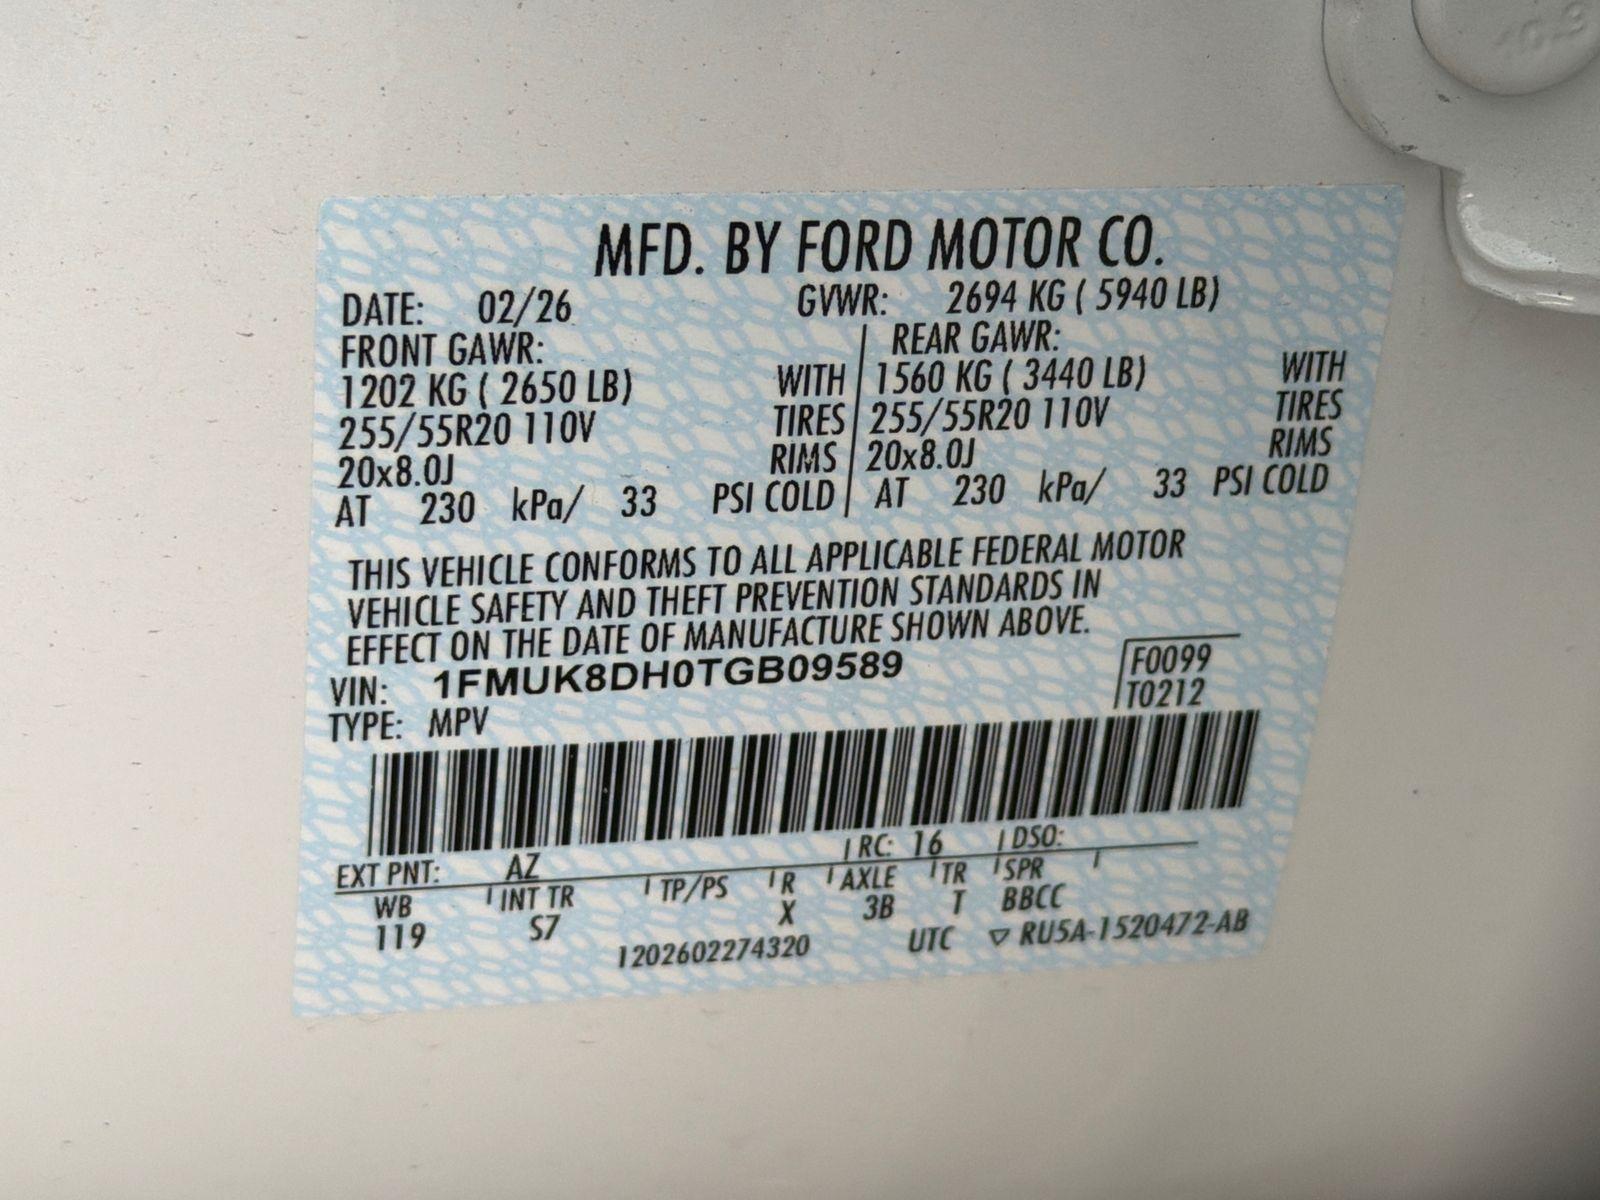 10.9
MFD. BY FORD MOTOR CO.
DATE: 02/26 GVWR: 2694 KG ( 5940 LB)
FRONT GAWR: REAR GAWR:
1202 KG ( 2650 LB) WITH 1560 KG ( 3440 LB) WITH
255/55R20 110V TIRES 255/55R20 110V TIRES
20x8.0J RIMS 20x8.0J RIMS
AT 230 kPa/ 33 PSI COLD AT 230 kPa/ 33 PSI COLD
THIS VEHICLE CONFORMS TO ALL APPLICABLE FEDERAL MOTOR
VEHICLE SAFETY AND THEFT PREVENTION STANDARDS IN
EFFECT ON THE DATE OF MANUFACTURE SHOWN ABOVE.
VIN: 1FMUK8DH0TGB09589 F0099
TYPE: MPV T0212
EXT PNT: AZ RC: 16 DSO:
WB INT TR TP/PS R AXLE TR SPR
119 S7 X 3B T BBCC
1202602274320 UTC ▽ RU5A-1520472-AB